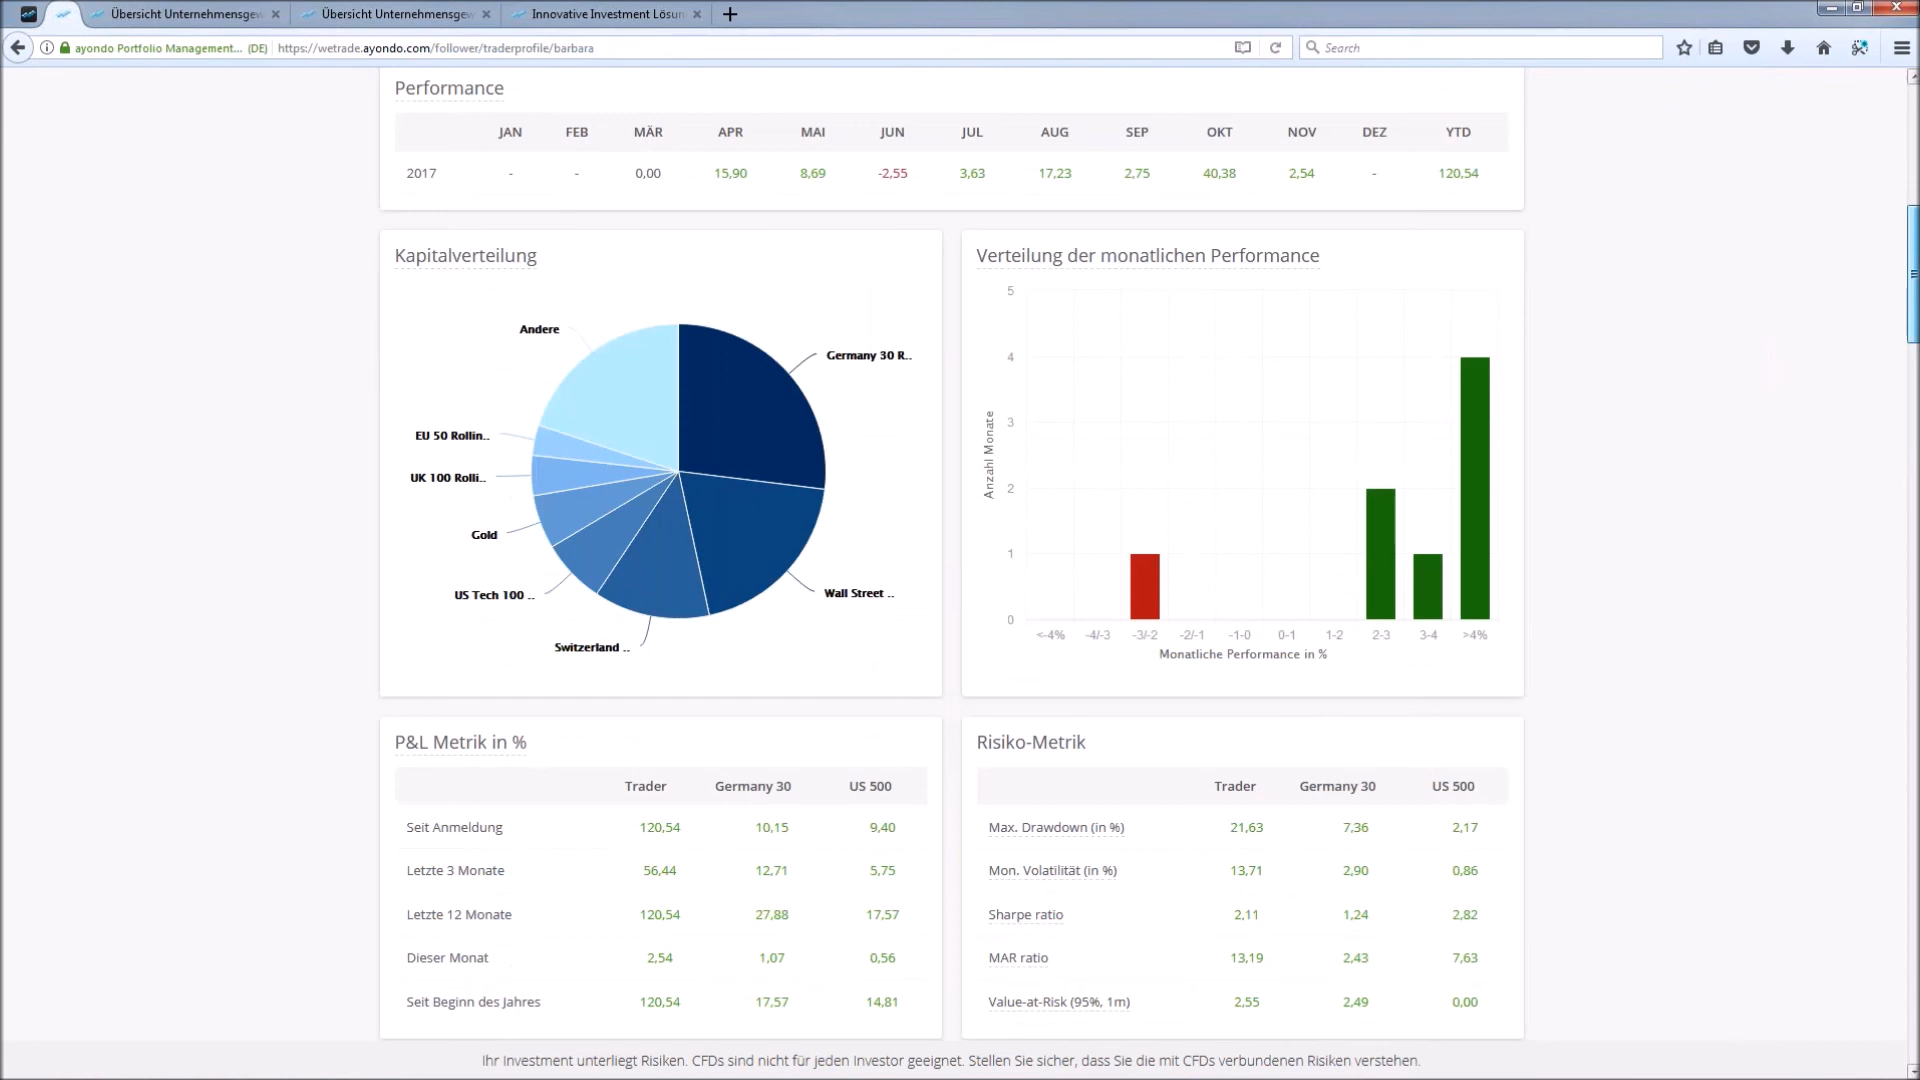 Übersicht Unternehmensgew Übersicht Unternehmensgew Innovative Investment Lösun
ayondo Portfolio Management... (DE) https://wetrade.ayondo.com/follower/traderprofile/barbara Search
Performance
JAN FEB MÄR APR MAI JUN JUL AUG SEP OKT NOV DEZ YTD
2017 - - 0,00 15,90 8,69 -2,55 3,63 17,23 2,75 40,38 2,54 - 120,54
Kapitalverteilung
Andere
Germany 30 R..
EU 50 Rollin..
UK 100 Rolli..
Gold
US Tech 100 ..
Wall Street ..
Switzerland ..
Verteilung der monatlichen Performance
5
4
3
2
1
0
Anzahl Monate
<-4% -4/-3 -3/-2 -2/-1 -1-0 0-1 1-2 2-3 3-4 >4%
Monatliche Performance in %
P&L Metrik in %
Trader Germany 30 US 500
Seit Anmeldung 120,54 10,15 9,40
Letzte 3 Monate 56,44 12,71 5,75
Letzte 12 Monate 120,54 27,88 17,57
Dieser Monat 2,54 1,07 0,56
Seit Beginn des Jahres 120,54 17,57 14,81
Risiko-Metrik
Trader Germany 30 US 500
Max. Drawdown (in %) 21,63 7,36 2,17
Mon. Volatilität (in %) 13,71 2,90 0,86
Sharpe ratio 2,11 1,24 2,82
MAR ratio 13,19 2,43 7,63
Value-at-Risk (95%, 1m) 2,55 2,49 0,00
Ihr Investment unterliegt Risiken. CFDs sind nicht für jeden Investor geeignet. Stellen Sie sicher, dass Sie die mit CFDs verbundenen Risiken verstehen.